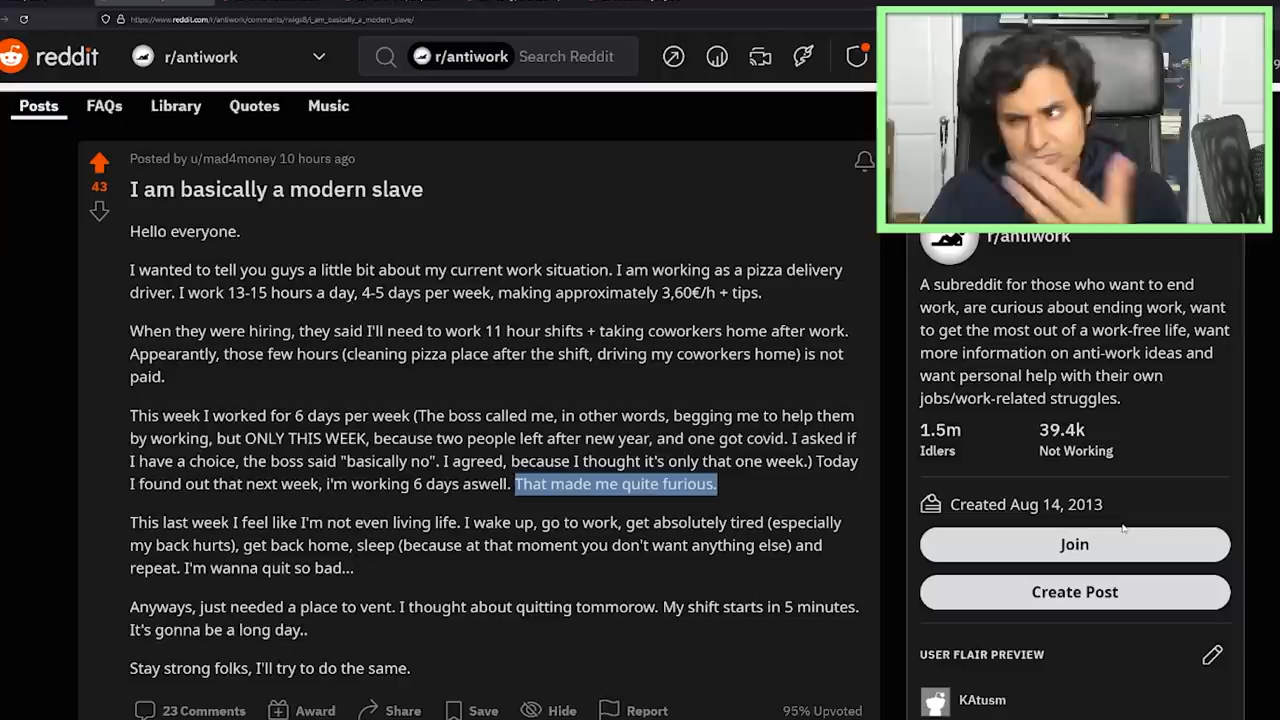 https://www.reddit.com/r/antiwork/comments/rwigs8/i_am_basically_a_modern_slave/
reddit
r/antiwork
r/antiwork Search Reddit
Posts FAQs Library Quotes Music
Posted by u/mad4money 10 hours ago
43
I am basically a modern slave
Hello everyone.
I wanted to tell you guys a little bit about my current work situation. I am working as a pizza delivery
driver. I work 13-15 hours a day, 4-5 days per week, making approximately 3,60€/h + tips.
When they were hiring, they said I'll need to work 11 hour shifts + taking coworkers home after work.
Appearantly, those few hours (cleaning pizza place after the shift, driving my coworkers home) is not
paid.
This week I worked for 6 days per week (The boss called me, in other words, begging me to help them
by working, but ONLY THIS WEEK, because two people left after new year, and one got covid. I asked if
I have a choice, the boss said "basically no". I agreed, because I thought it's only that one week.) Today
I found out that next week, i'm working 6 days aswell. That made me quite furious.
This last week I feel like I'm not even living life. I wake up, go to work, get absolutely tired (especially
my back hurts), get back home, sleep (because at that moment you don't want anything else) and
repeat. I'm wanna quit so bad...
Anyways, just needed a place to vent. I thought about quitting tommorow. My shift starts in 5 minutes.
It's gonna be a long day..
Stay strong folks, I'll try to do the same.
23 Comments Award Share Save Hide Report 95% Upvoted
r/antiwork
A subreddit for those who want to end
work, are curious about ending work, want
to get the most out of a work-free life, want
more information on anti-work ideas and
want personal help with their own
jobs/work-related struggles.
1.5m 39.4k
Idlers Not Working
Created Aug 14, 2013
Join
Create Post
USER FLAIR PREVIEW
KAtusm